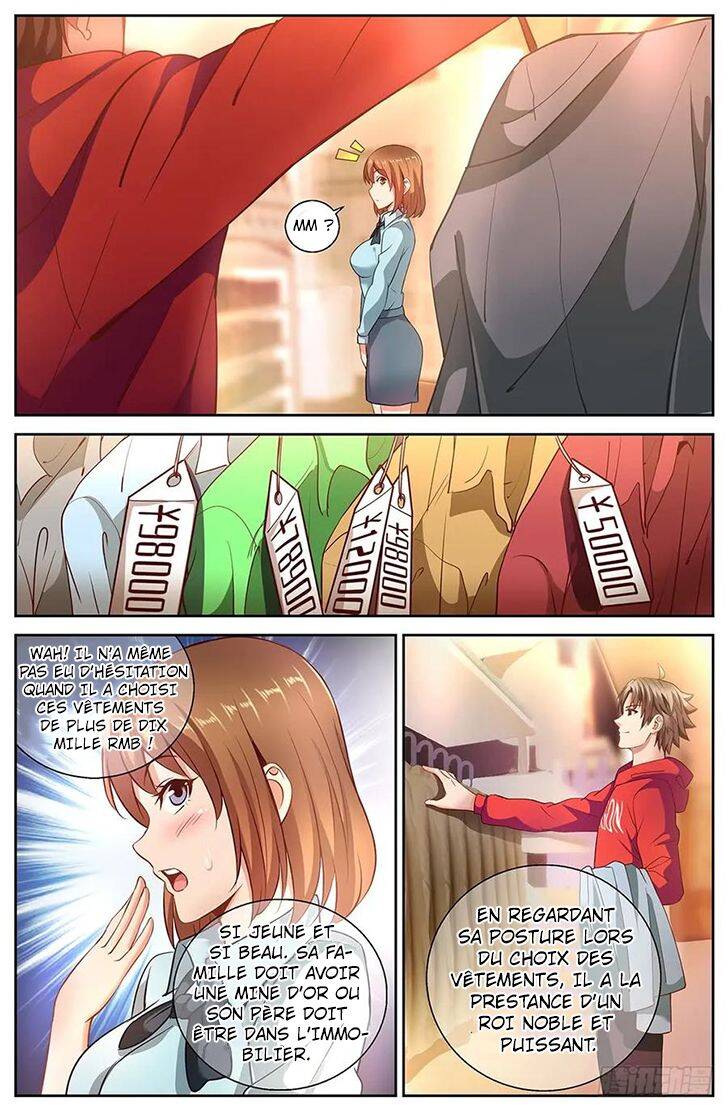 MM ?
¥98000
¥78900
¥12000
¥98000
¥50000
WAH! IL N'A MÊME
PAS EU D'HÉSITATION
QUAND IL A CHOISI
CES VÊTEMENTS
DE PLUS DE DIX
MILLE RMB !
SI JEUNE ET
SI BEAU. SA FA-
MILLE DOIT AVOIR
UNE MINE D'OR OU
SON PÈRE DOIT
ÊTRE DANS L'IMMO-
BILIER.
EN REGARDANT
SA POSTURE LORS
DU CHOIX DES
VÊTEMENTS, IL A LA
PRESTANCE D'UN
ROI NOBLE ET
PUISSANT.